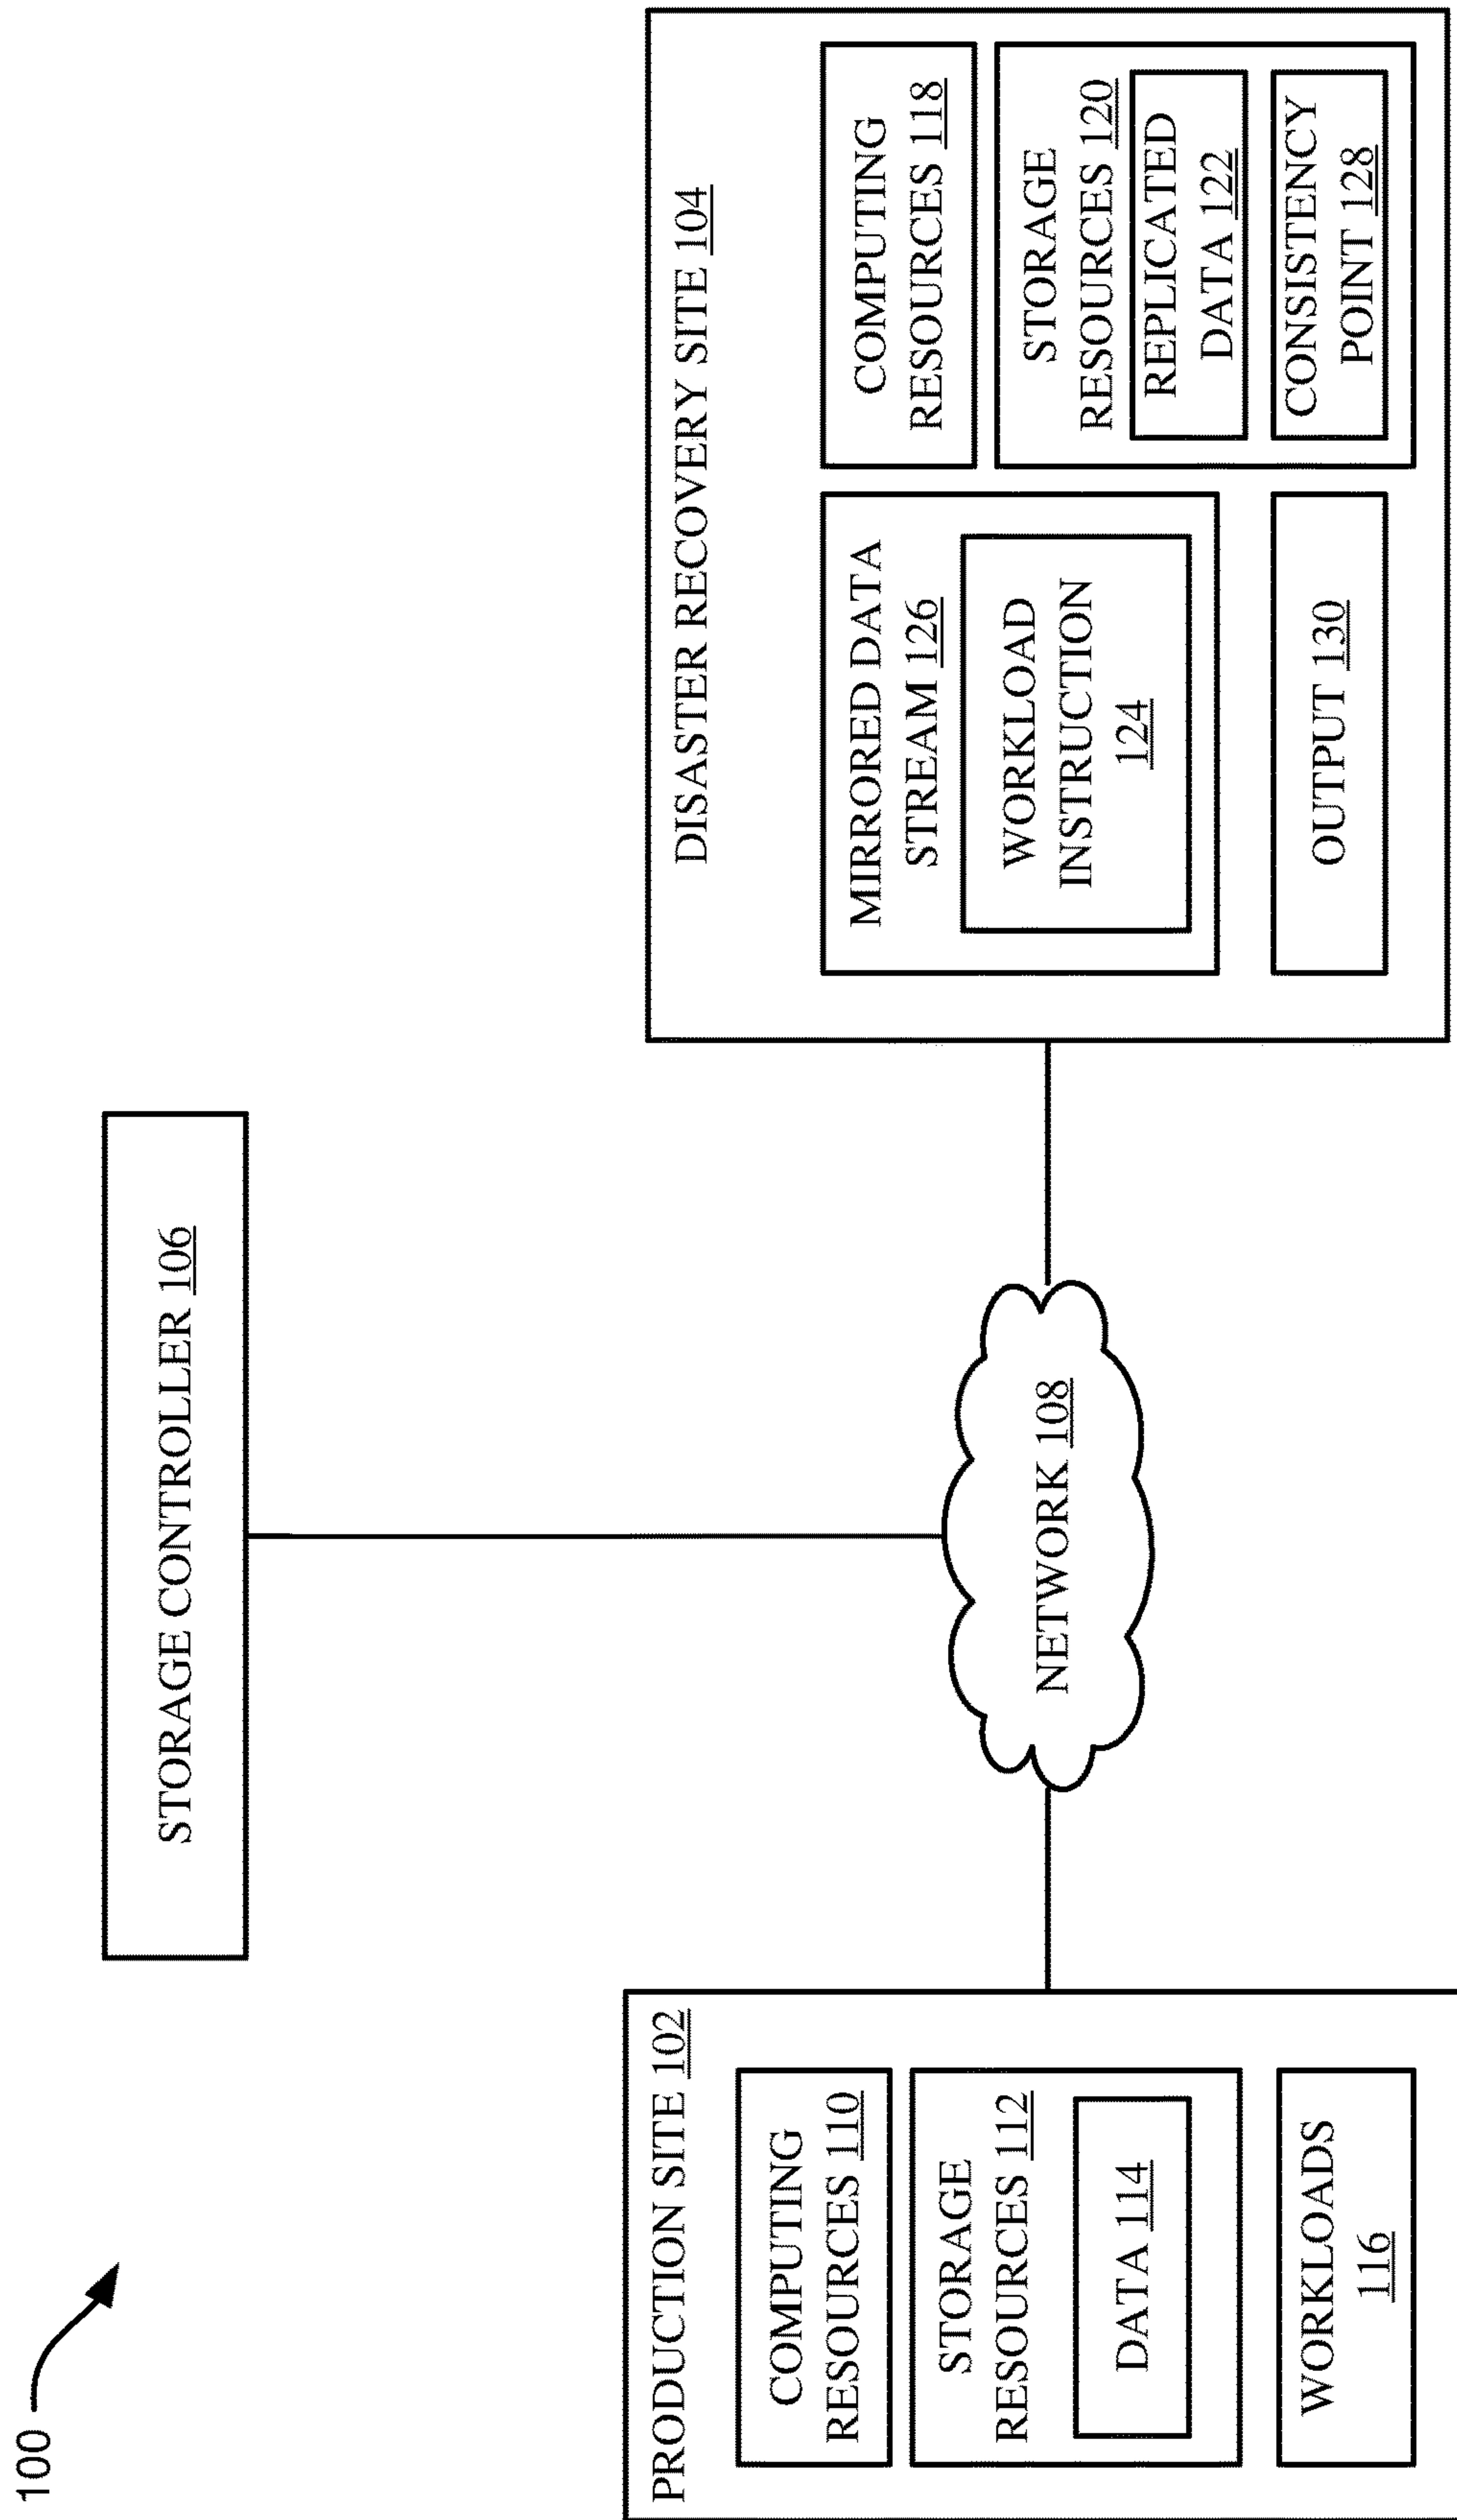 100
STORAGE CONTROLLER 106
PRODUCTION SITE 102
COMPUTING
RESOURCES 110
STORAGE
RESOURCES 112
DATA 114
WORKLOADS
116
NETWORK 108
DISASTER RECOVERY SITE 104
MIRRORED DATA
STREAM 126
WORKLOAD
INSTRUCTION
124
OUTPUT 130
COMPUTING
RESOURCES 118
STORAGE
RESOURCES 120
REPLICATED
DATA 122
CONSISTENCY
POINT 128